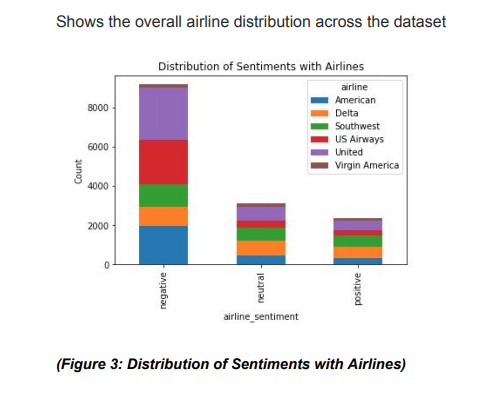 Shows the overall airline distribution across the dataset
Distribution of Sentiments with Airlines
airline
American
Delta
Southwest
US Airways
United
Virgin America
8000
6000
4000
2000
0
Count
negative
neutral
positive
airline_sentiment
(Figure 3: Distribution of Sentiments with Airlines)